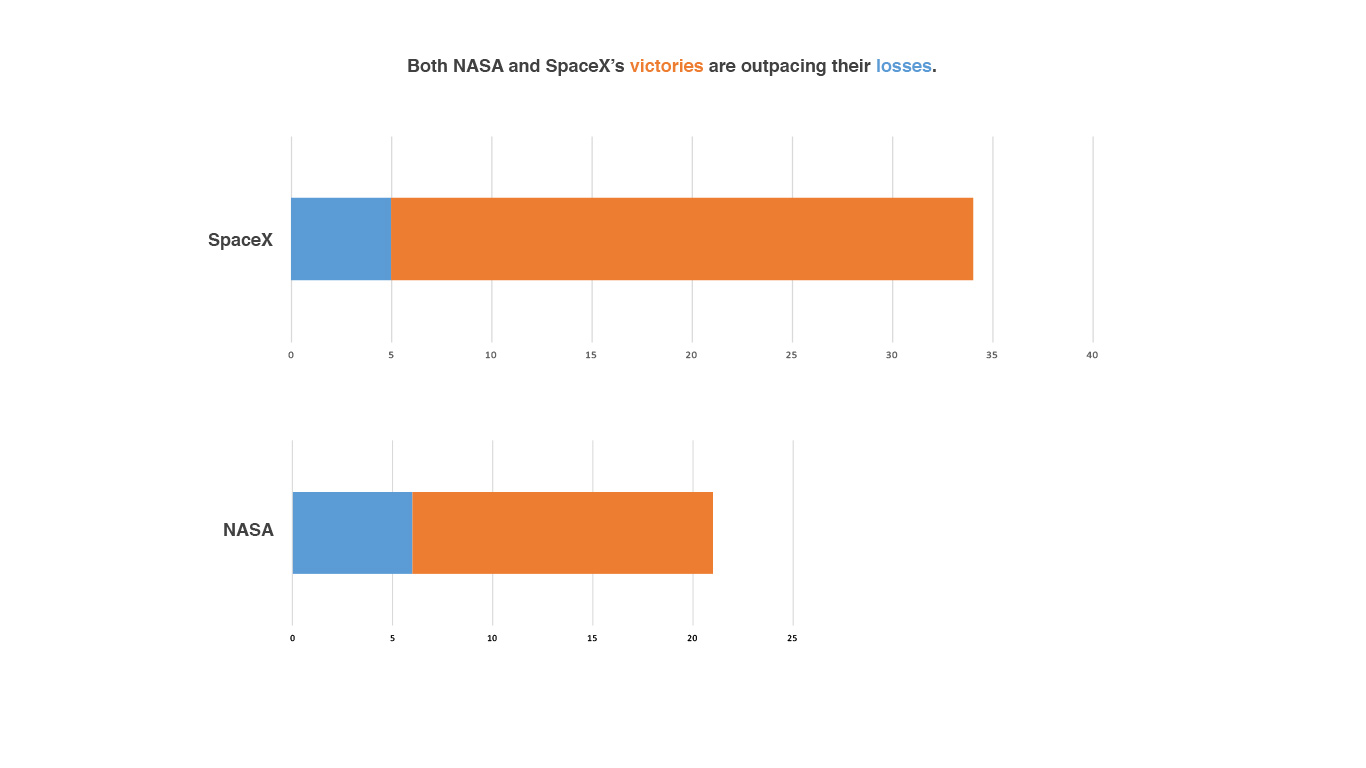 Both NASA and SpaceX’s victories are outpacing their losses.
SpaceX
0 5 10 15 20 25 30 35 40
NASA
0 5 10 15 20 25